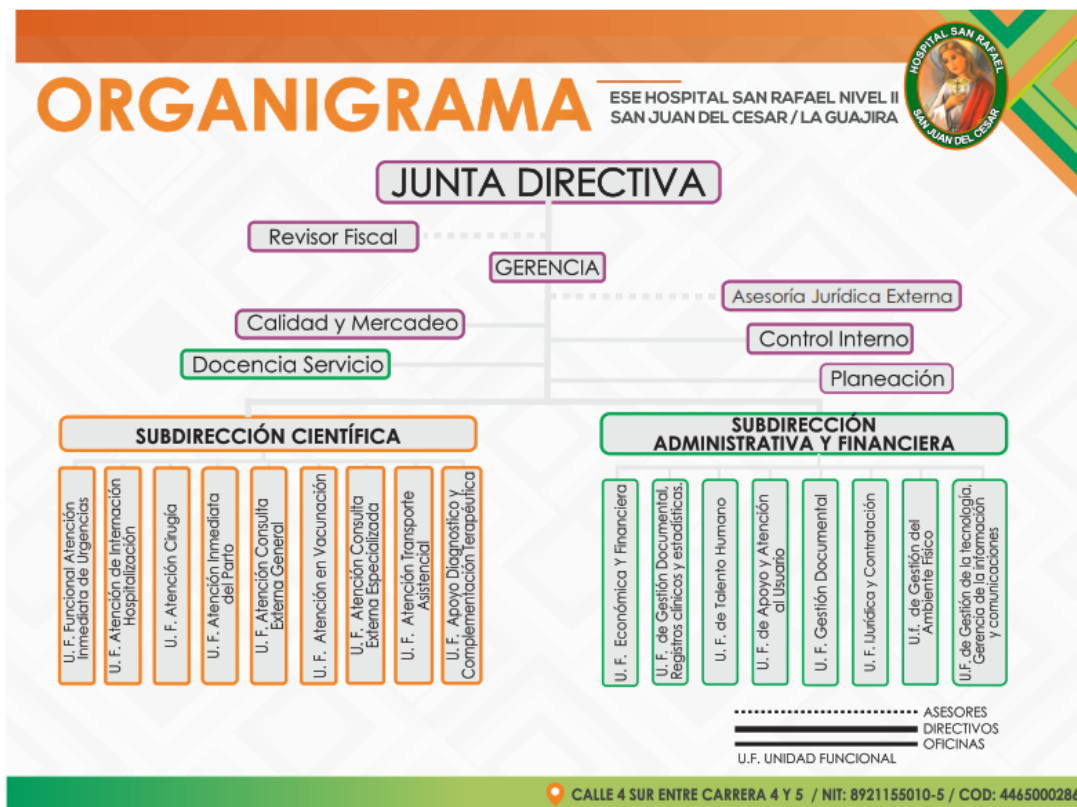 ORGANIGRAMA
ESE HOSPITAL SAN RAFAEL NIVEL II
SAN JUAN DEL CESAR / LA GUAJIRA
HOSPITAL SAN RAFAEL
SAN JUAN DEL CESAR
JUNTA DIRECTIVA
Revisor Fiscal
GERENCIA
Asesoría Jurídica Externa
Calidad y Mercadeo
Control Interno
Docencia Servicio
Planeación
SUBDIRECCIÓN CIENTÍFICA
U. F. Funcional Atención
Inmediata de Urgencias
U. F. Atención de Internación
Hospitalización
U. F. Atención Cirugía
U. F. Atención Inmediata
del Parto
U. F. Atención Consulta
Externa General
U. F. Atención en Vacunación
U. F. Atención Consulta
Externa Especializada
U. F. Atención Transporte
Asistencial
U. F. Apoyo Diagnostico y
Complementación Terapéutica
SUBDIRECCIÓN
ADMINISTRATIVA Y FINANCIERA
U. F. Económica Y Financiera
U. F. de Gestión Documental,
Registros clínicos y estadísticas.
U. F. de Talento Humano
U. F. de Apoyo y Atención
al Usuario
U. F. Gestión Documental
U. F. IJurídica y Contratación
U.f. de Gestión del
Ambiente Físico
U.F. de Gestión de la tecnología,
Gerencia de la información
y comunicaciones
ASESORES
DIRECTIVOS
OFICINAS
U.F. UNIDAD FUNCIONAL
CALLE 4 SUR ENTRE CARRERA 4 Y 5 / NIT: 8921155010-5 / COD: 4465000286